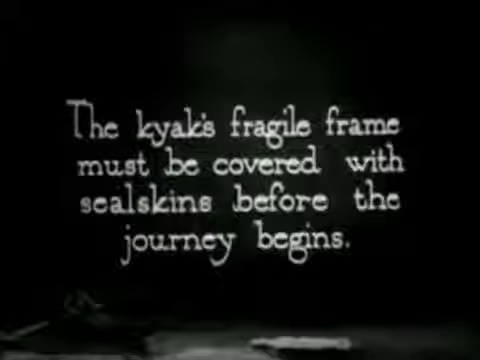 The kyak's fragile frame
must be covered with
sealskins before the
journey begins.